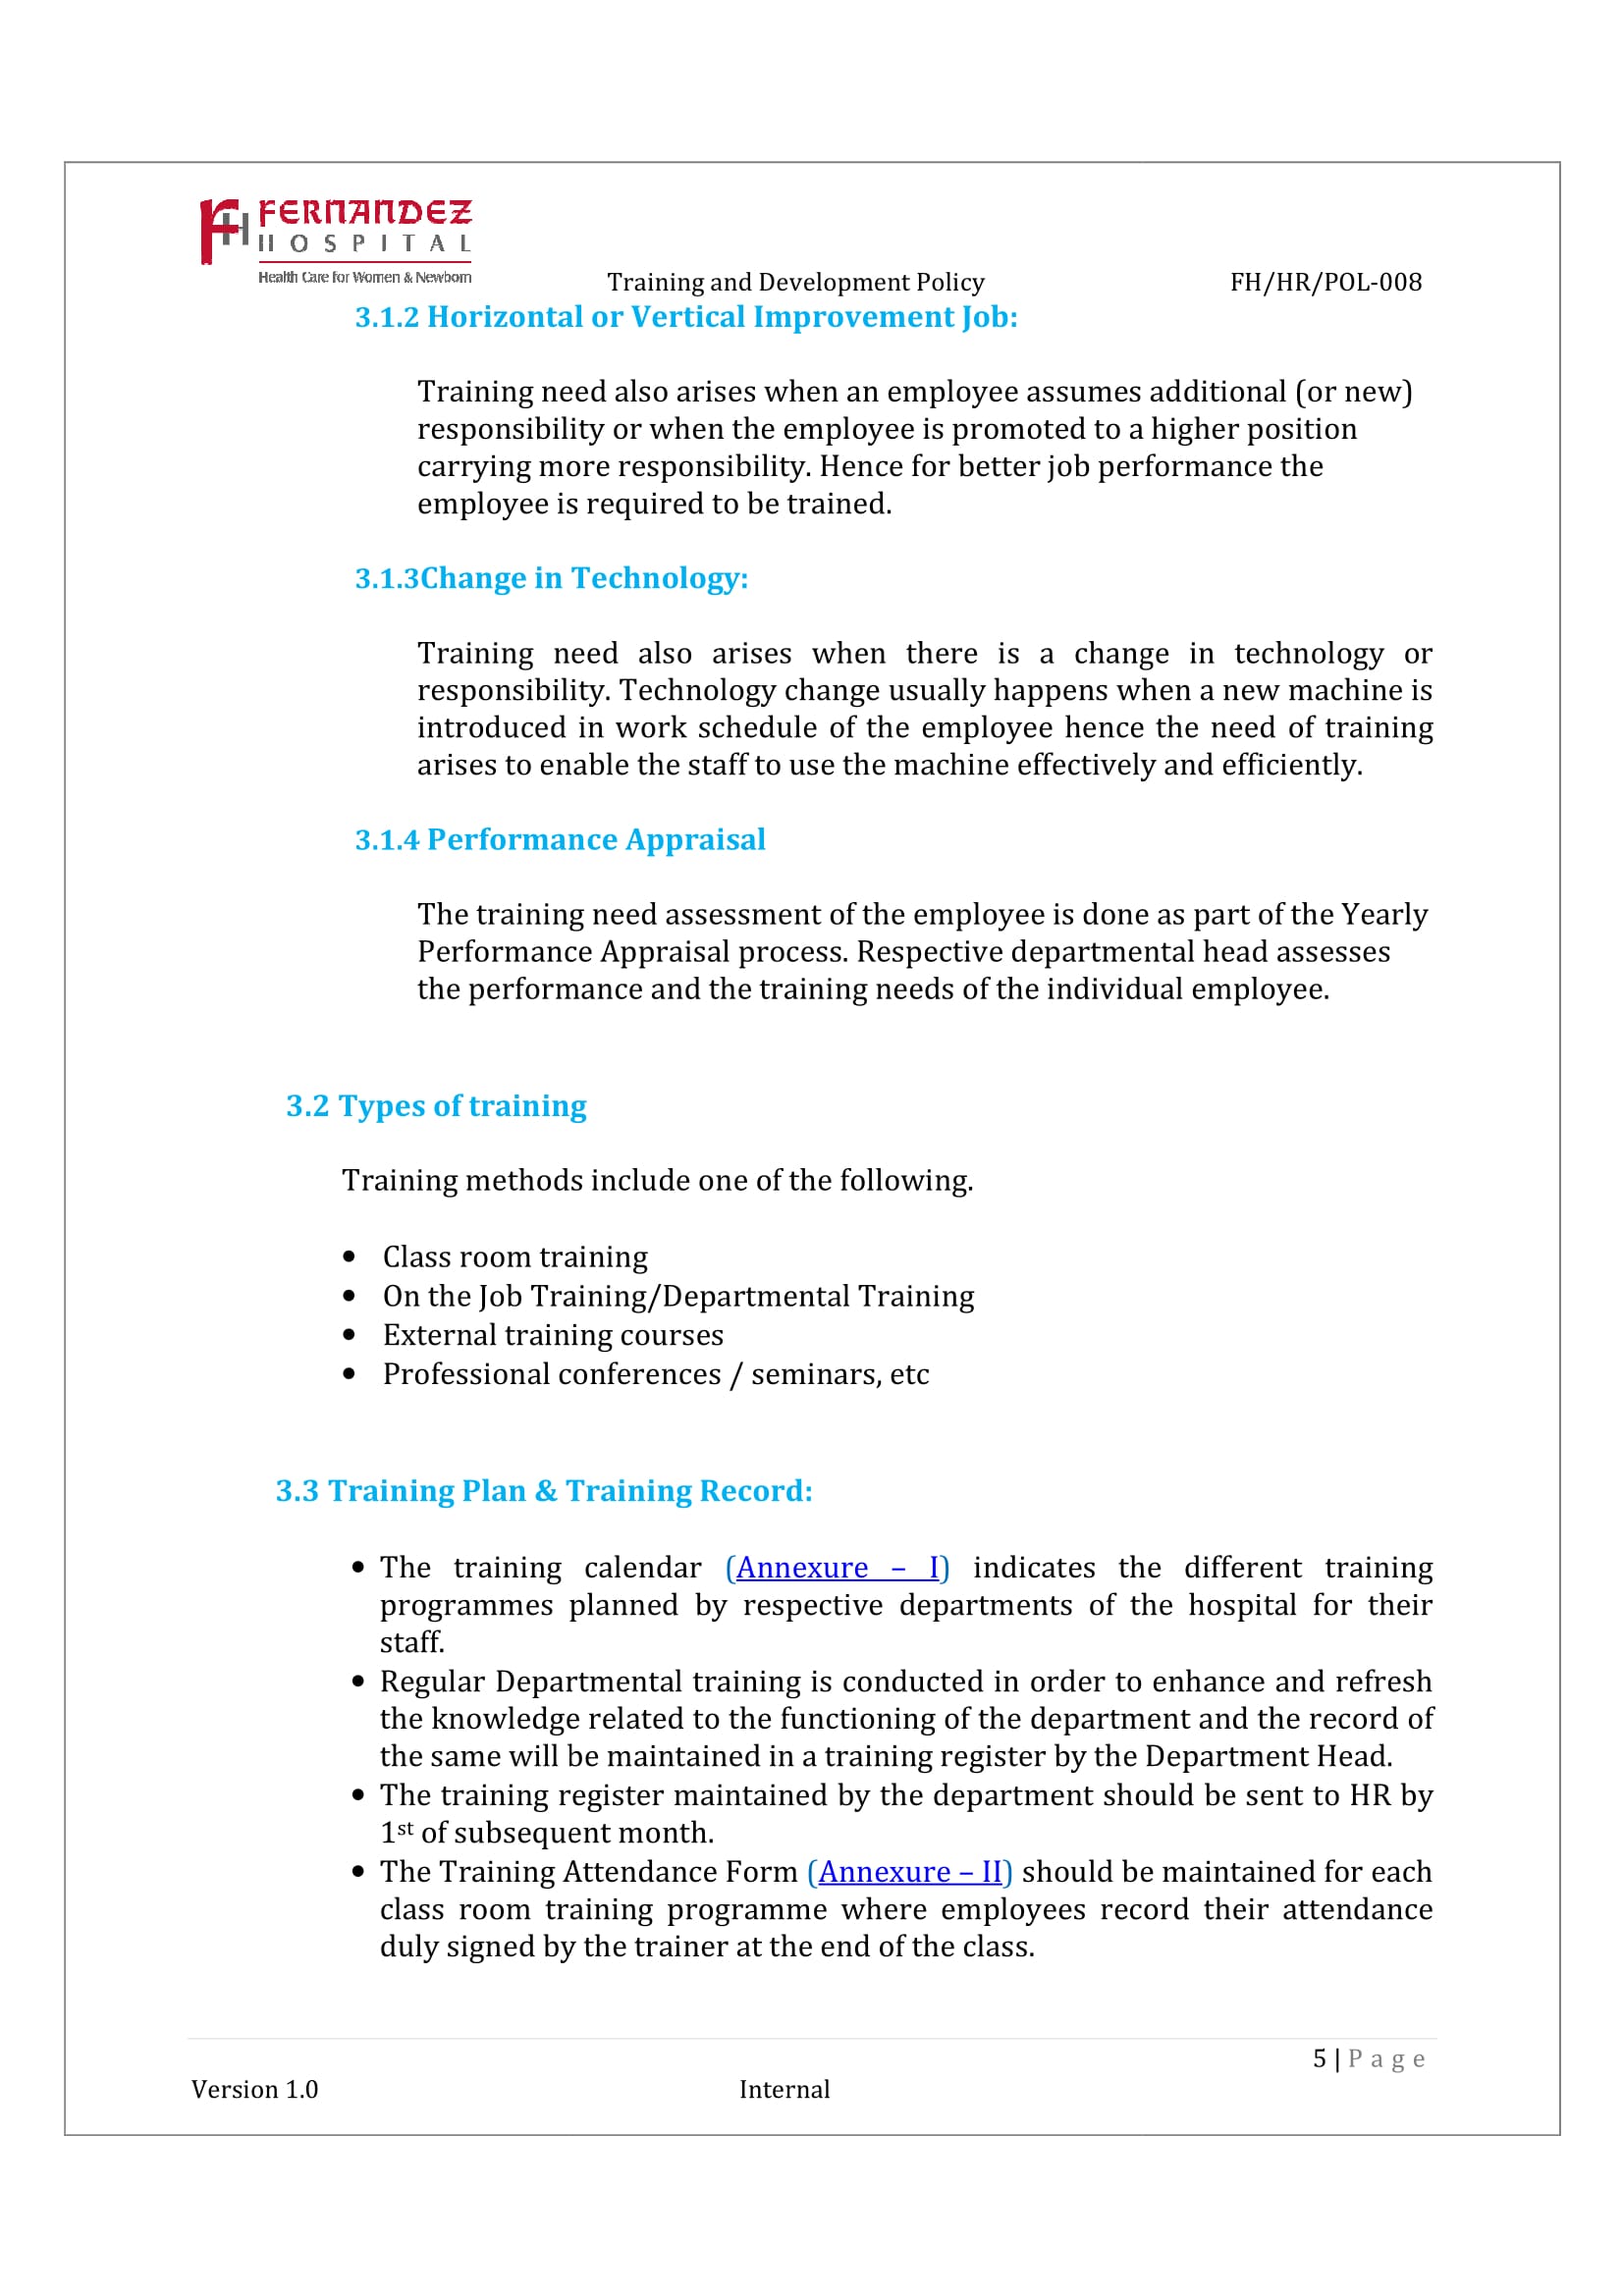 FERNANDEZ
HOSPITAL
Health Care for Women & Newborn
Training and Development Policy
FH/HR/POL-008
3.1.2 Horizontal or Vertical Improvement Job:
Training need also arises when an employee assumes additional (or new)
responsibility or when the employee is promoted to a higher position
carrying more responsibility. Hence for better job performance the
employee is required to be trained.
3.1.3Change in Technology:
Training need also arises when there is a change in technology or
responsibility. Technology change usually happens when a new machine is
introduced in work schedule of the employee hence the need of training
arises to enable the staff to use the machine effectively and efficiently.
3.1.4 Performance Appraisal
The training need assessment of the employee is done as part of the Yearly
Performance Appraisal process. Respective departmental head assesses
the performance and the training needs of the individual employee.
3.2 Types of training
Training methods include one of the following.
• Class room training
• On the Job Training/Departmental Training
• External training courses
• Professional conferences / seminars, etc
3.3 Training Plan & Training Record:
• The training calendar (Annexure – I) indicates the different training
programmes planned by respective departments of the hospital for their
staff.
• Regular Departmental training is conducted in order to enhance and refresh
the knowledge related to the functioning of the department and the record of
the same will be maintained in a training register by the Department Head.
• The training register maintained by the department should be sent to HR by
1st of subsequent month.
• The Training Attendance Form (Annexure – II) should be maintained for each
class room training programme where employees record their attendance
duly signed by the trainer at the end of the class.
5 | Page
Version 1.0
Internal